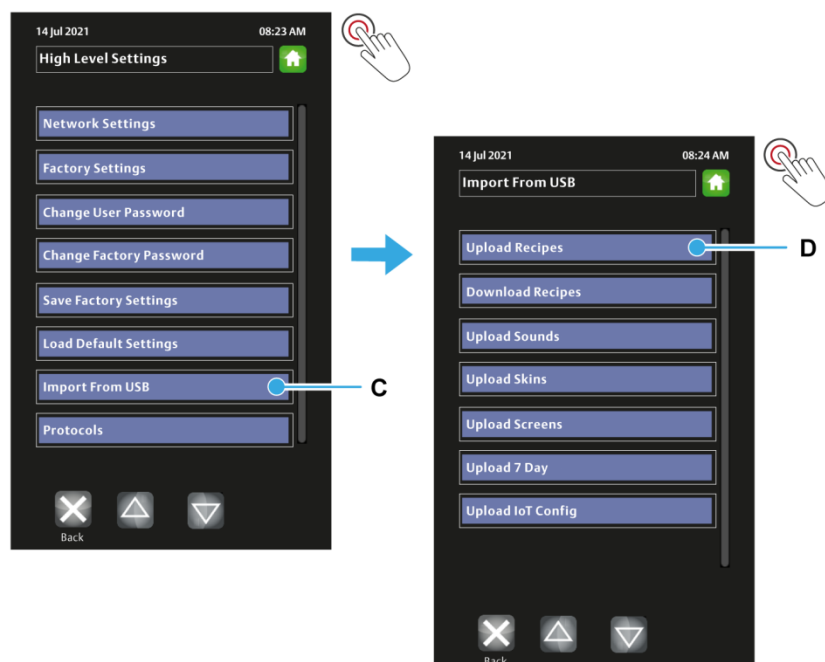 14 Jul 2021 08:23 AM
High Level Settings
Network Settings
Factory Settings
Change User Password
Change Factory Password
Save Factory Settings
Load Default Settings
Import From USB
C
Protocols
Back
14 Jul 2021 08:24 AM
Import From USB
Upload Recipes
D
Download Recipes
Upload Sounds
Upload Skins
Upload Screens
Upload 7 Day
Upload IoT Config
Back